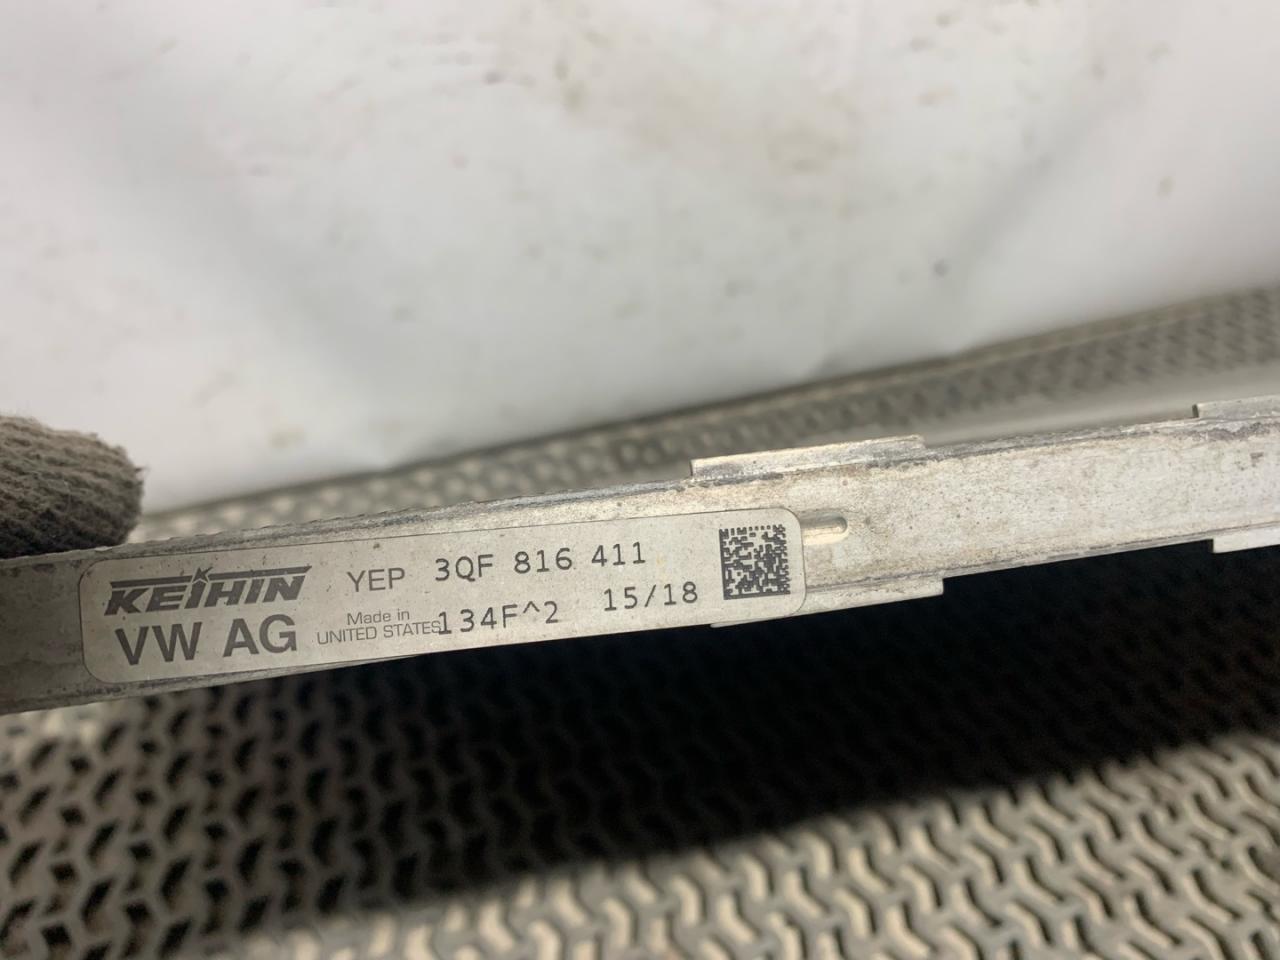 KEIHIN YEP 3QF 816 411
VW AG Made in UNITED STATES 134F^2 15/18